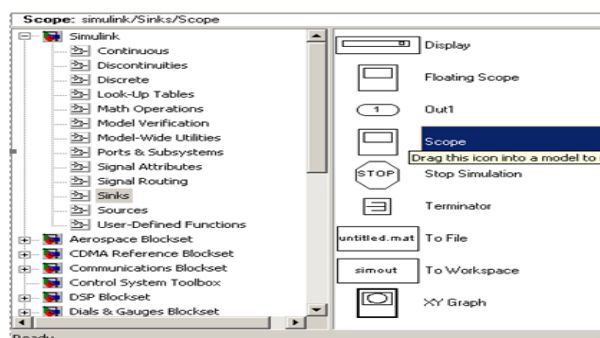 Scope: simulink/Sinks/Scope
Simulink
Continuous
Discontinuities
Discrete
Look-Up Tables
Math Operations
Model Verification
Model-Wide Utilities
Ports & Subsystems
Signal Attributes
Signal Routing
Sinks
Sources
User-Defined Functions
Aerospace Blockset
CDMA Reference Blockset
Communications Blockset
Control System Toolbox
DSP Blockset
Dials & Gauges Blockset
Display
Floating Scope
1 Out1
Scope
Drag this icon into a model to
STOP Stop Simulation
Terminator
untitled.mat To File
simout To Workspace
XY Graph
Ready